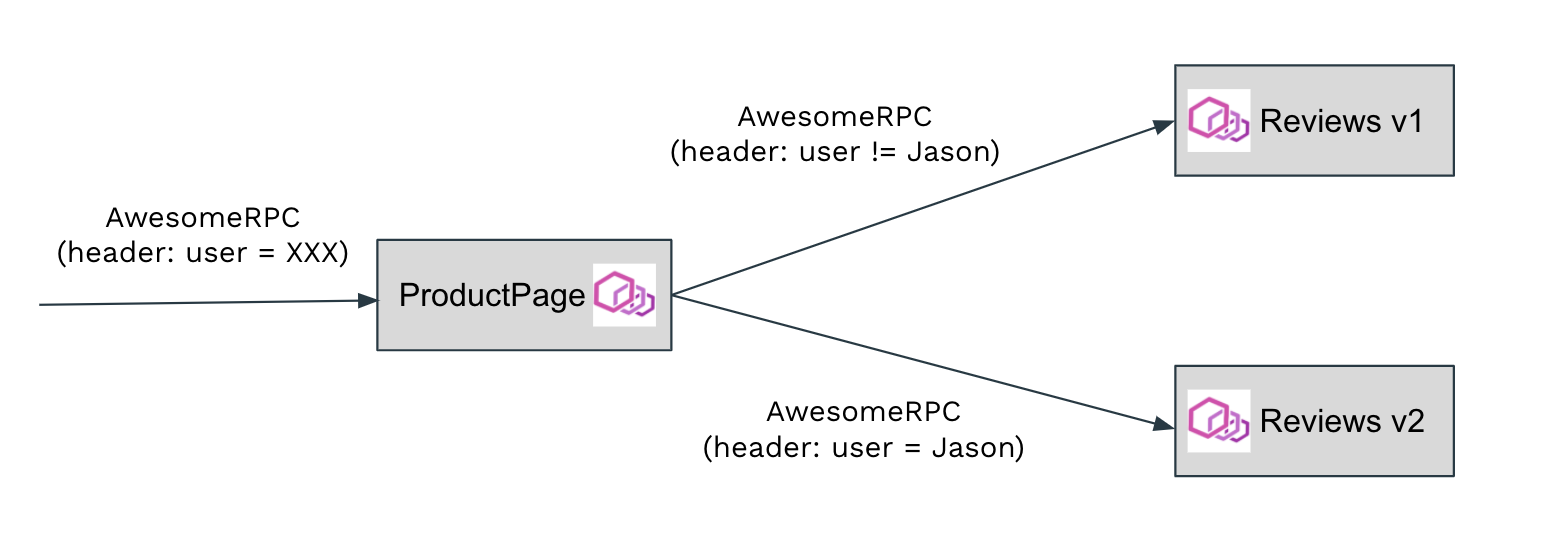 AwesomeRPC
(header: user = XXX)
ProductPage
AwesomeRPC
(header: user != Jason)
Reviews v1
AwesomeRPC
(header: user = Jason)
Reviews v2